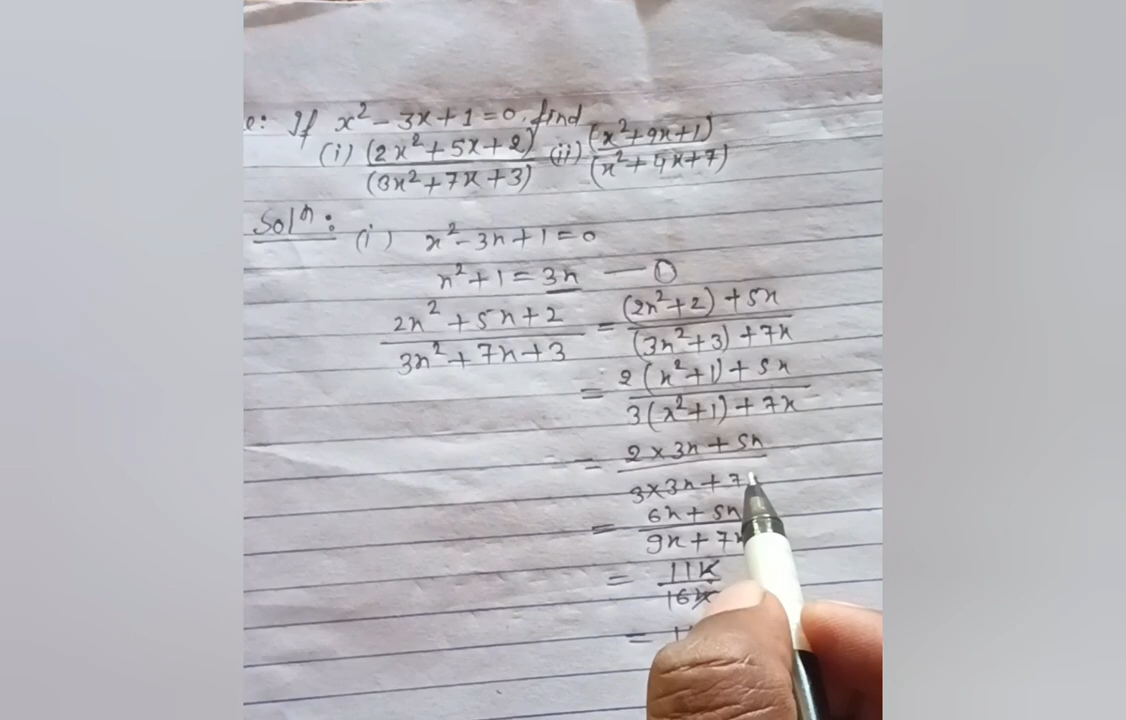 e: If x² - 3x + 1 = 0, find
(i) (2x² + 5x + 2) / (3x² + 7x + 3) (ii) (x² + 9x + 1) / (x² + 4x + 7)
Solⁿ: (i) x² - 3x + 1 = 0
x² + 1 = 3x — ①
(2x² + 5x + 2) / (3x² + 7x + 3) = ((2x² + 2) + 5x) / ((3x² + 3) + 7x)
= (2(x² + 1) + 5x) / (3(x² + 1) + 7x)
= (2 × 3x + 5x) / (3 × 3x + 7
= (6x + 5x) / (9x + 7x
= 11x / 16x
=